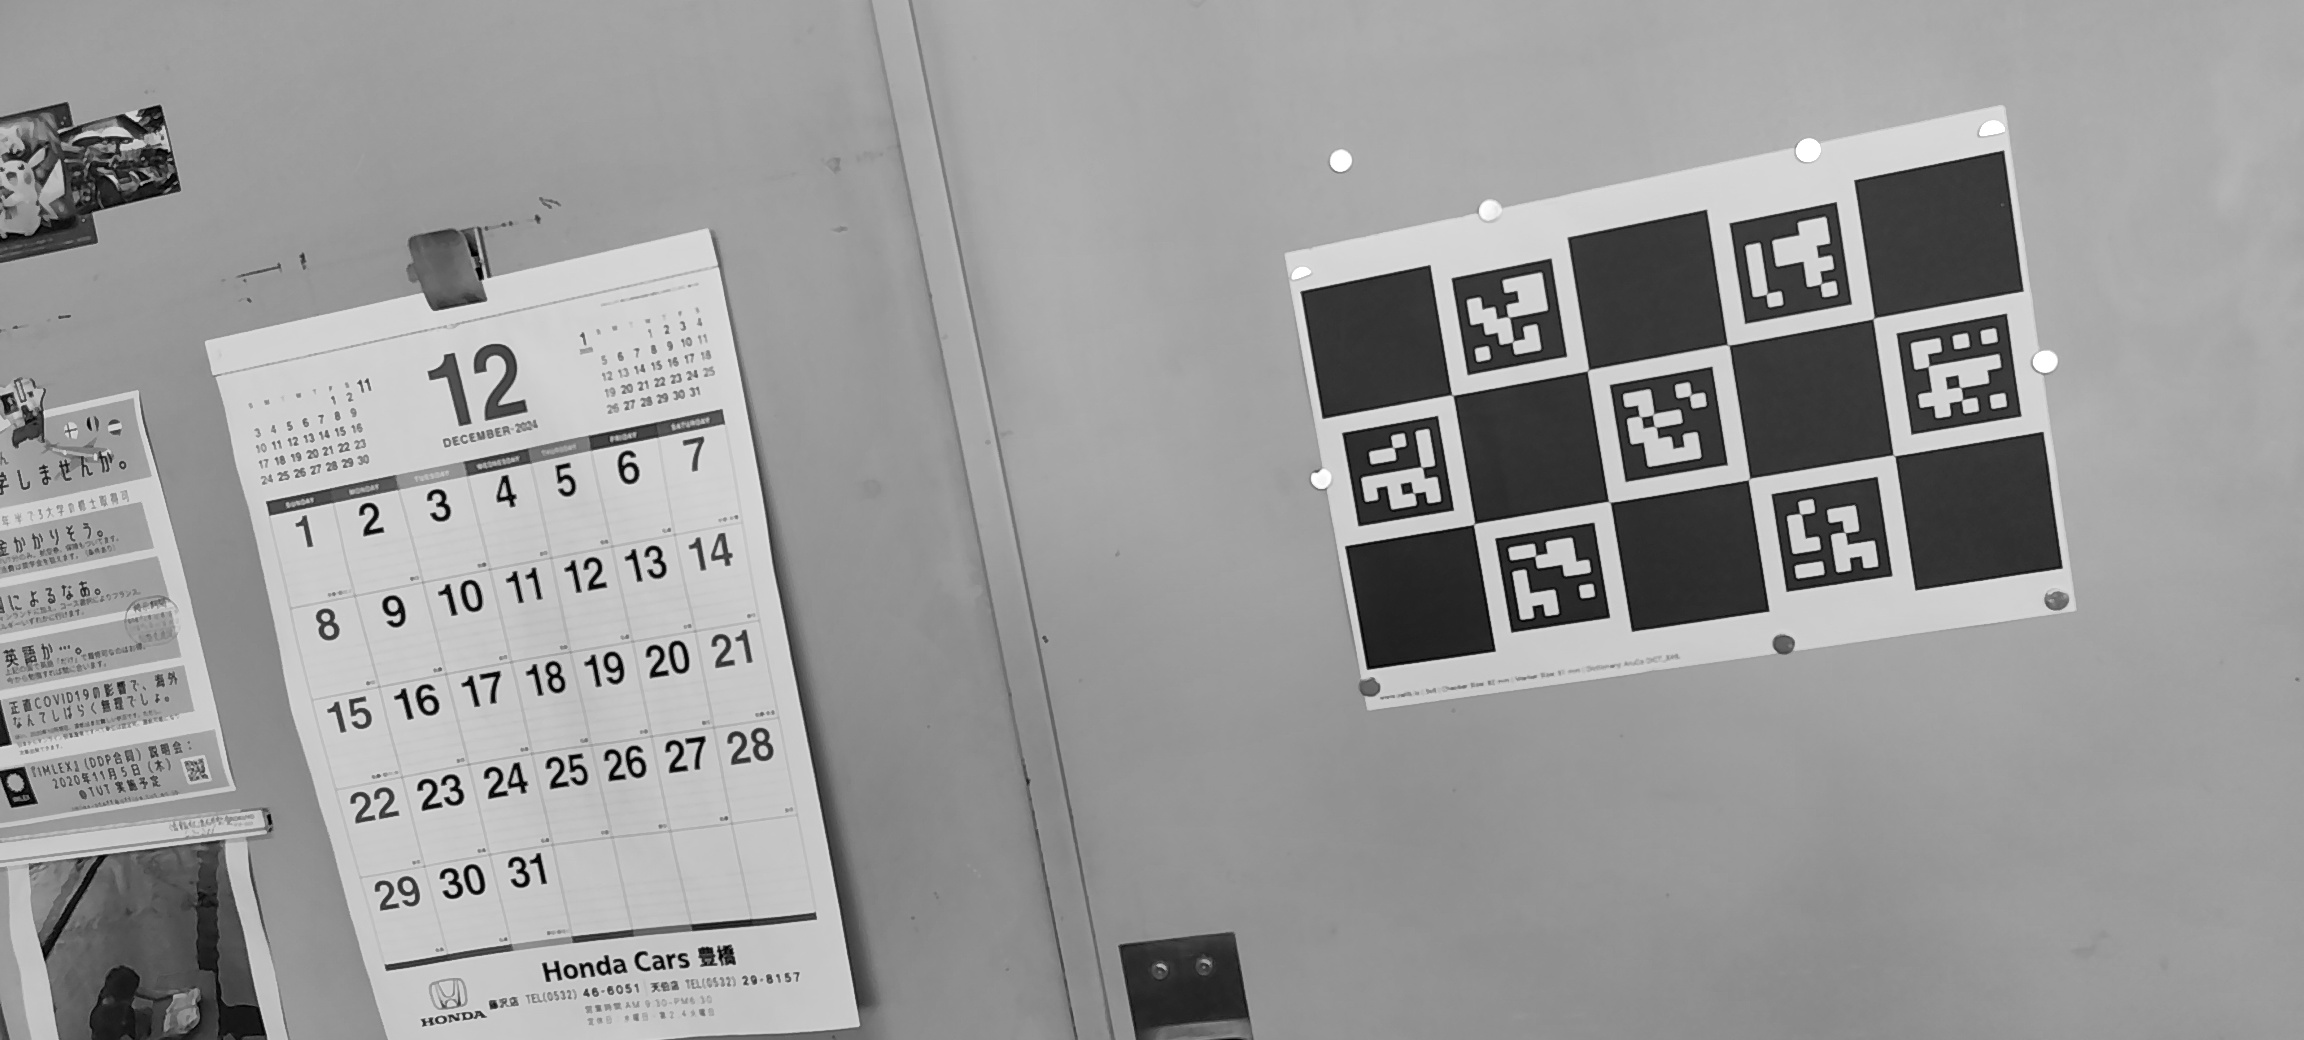 学しませんか。
年半で3大学の修士取得可
金かかりそう。
国によるなあ。
英語か…。
正直COVID19の影響で、海外
なんてしばらく無理でしょ。
『IMLEX』(DDP合同) 説明会：
2020年11月5日 (木)
@TUT 実施予定
11
S M T W T F S
1 2
3 4 5 6 7 8 9
10 11 12 13 14 15 16
17 18 19 20 21 22 23
24 25 26 27 28 29 30
12
DECEMBER・2024
1
S M T W T F S
1 2 3 4
5 6 7 8 9 10 11
12 13 14 15 16 17 18
19 20 21 22 23 24 25
26 27 28 29 30 31
SUNDAY MONDAY TUESDAY WEDNESDAY THURSDAY FRIDAY SATURDAY
1 2 3 4 5 6 7
8 9 10 11 12 13 14
15 16 17 18 19 20 21
22 23 24 25 26 27 28
29 30 31
Honda Cars 豊橋
HONDA 藤沢店 TEL(0532) 46-6051 天伯店 TEL(0532) 29-8157
営業時間 AM 9:30-PM6:30
定休日 水曜日